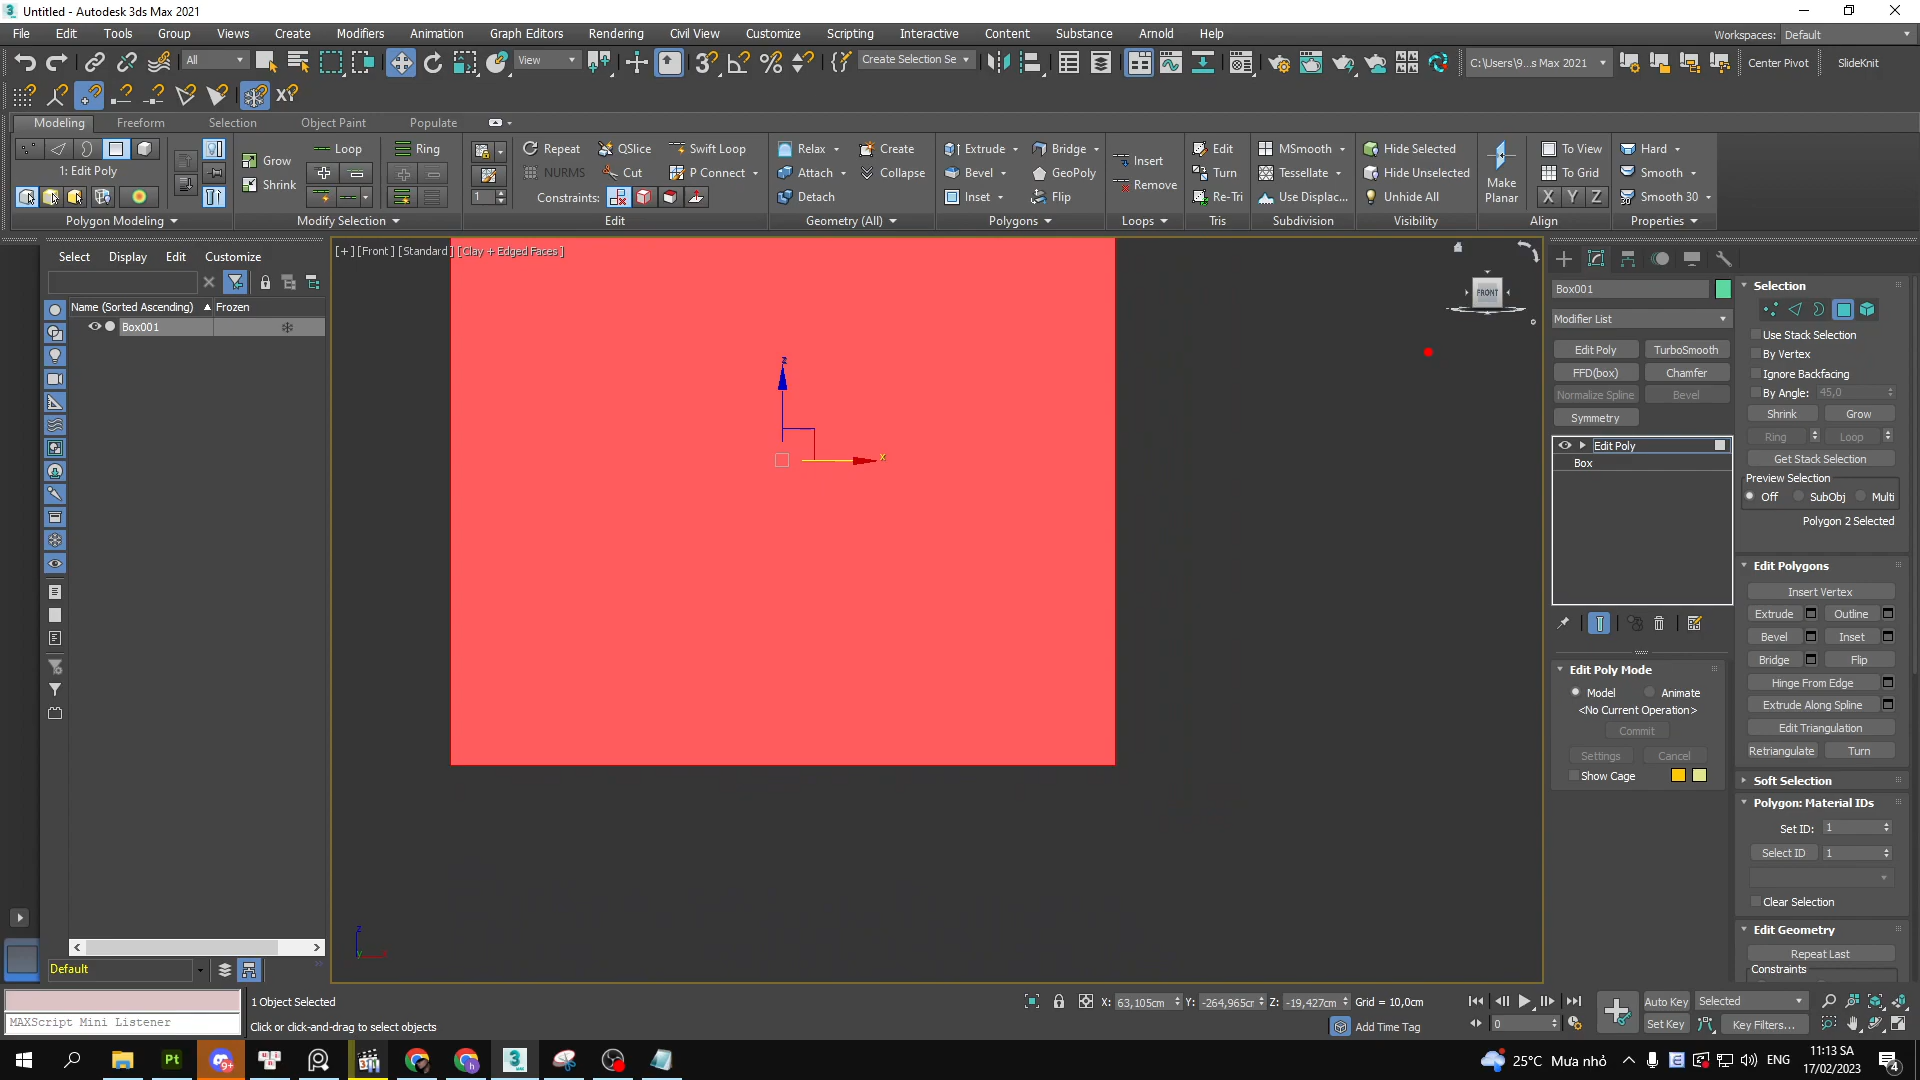 Untitled - Autodesk 3ds Max 2021
File Edit Tools Group Views Create Modifiers Animation Graph Editors Rendering Civil View Customize Scripting Interactive Content Substance Arnold Help
Workspaces: Default
All View Create Selection Se C:\Users\9...s Max 2021 Center Pivot SlideKnit
XY
Modeling Freeform Selection Object Paint Populate
Loop Ring Repeat QSlice Swift Loop Relax Create Extrude Bridge Edit MSmooth Hide Selected To View Hard
Grow Insert
1: Edit Poly NURMS Cut P Connect Attach Collapse Bevel GeoPoly Turn Tessellate Hide Unselected To Grid Smooth
Shrink Remove Make Planar
1 Constraints: Detach Inset Flip Re-Tri Use Displac... Unhide All X Y Z Smooth 30
Polygon Modeling Modify Selection Edit Geometry (All) Polygons Loops Tris Subdivision Visibility Align Properties
Select Display Edit Customize
[+] [Front ] [Standard ] [Clay + Edged Faces ]
Name (Sorted Ascending) Frozen
Box001
z
x
FRONT
Z
Y
Box001
Modifier List
Edit Poly TurboSmooth
FFD(box) Chamfer
Normalize Spline Bevel
Symmetry
Edit Poly
Box
Edit Poly Mode
Model Animate
<No Current Operation>
Commit
Settings Cancel
Show Cage
Selection
Use Stack Selection
By Vertex
Ignore Backfacing
By Angle: 45,0
Shrink Grow
Ring Loop
Get Stack Selection
Preview Selection
Off SubObj Multi
Polygon 2 Selected
Edit Polygons
Insert Vertex
Extrude Outline
Bevel Inset
Bridge Flip
Hinge From Edge
Extrude Along Spline
Edit Triangulation
Retriangulate Turn
Soft Selection
Polygon: Material IDs
Set ID: 1
Select ID 1
Clear Selection
Edit Geometry
Repeat Last
Constraints
Default
1 Object Selected
MAXScript Mini Listener
Click or click-and-drag to select objects
X: 63,105cm Y: -264,965cm Z: -19,427cm Grid = 10,0cm
Add Time Tag
0
Auto Key Selected
Set Key Key Filters...
Pt 9+ 3
25°C Mưa nhỏ ENG
11:13 SA
17/02/2023
4